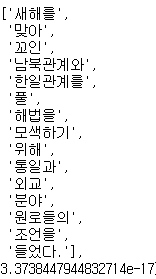 ['새해를',
'맞아',
'꼬인',
'남북관계와',
'한일관계를',
'풀',
'해법을',
'모색하기',
'위해',
'통일과',
'외교',
'분야',
'원로들의',
'조언을',
'들었다.'],
3.3738447944832714e-17)